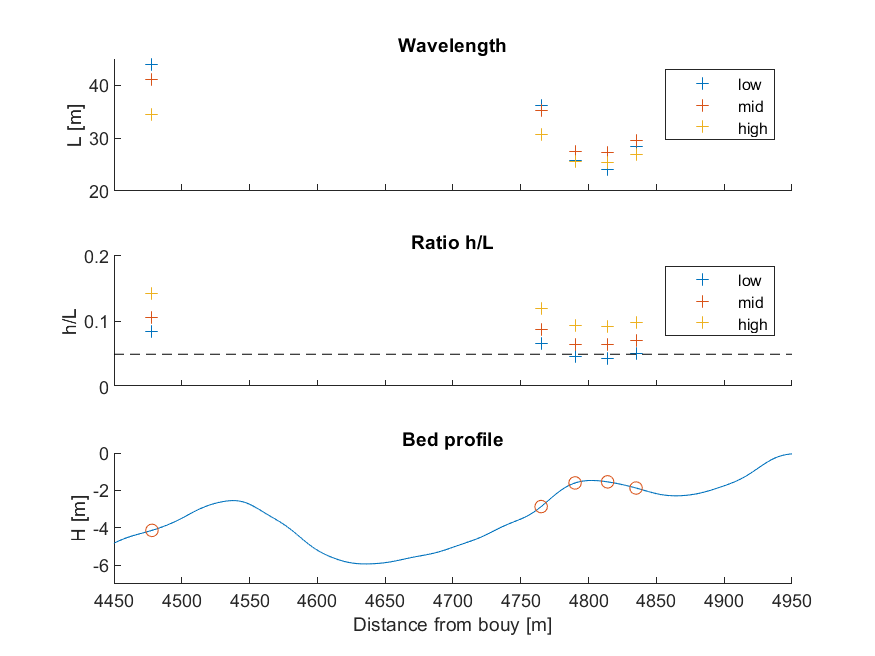 Wavelength
L [m]
40
30
20
low
mid
high
Ratio h/L
h/L
0.2
0.1
0
low
mid
high
Bed profile
H [m]
0
-2
-4
-6
4450 4500 4550 4600 4650 4700 4750 4800 4850 4900 4950
Distance from bouy [m]